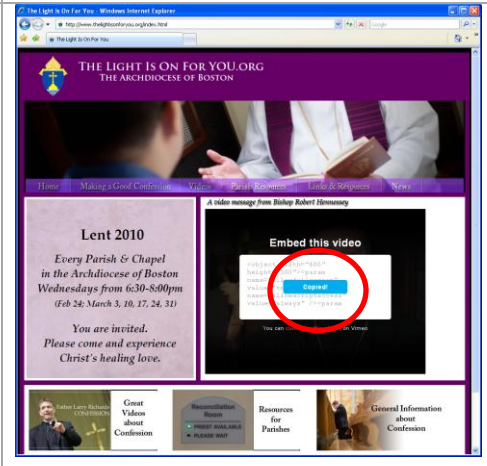 The Light Is On For You - Windows Internet Explorer
http://www.thelightisonforyou.org/index.html
Google
The Light Is On For You
THE LIGHT IS ON FOR YOU.ORG
THE ARCHDIOCESE OF BOSTON
Home Making a Good Confession Videos Parish Resources Links & Resources News
A video message from Bishop Robert Hennessey
Lent 2010
Every Parish & Chapel
in the Archdiocese of Boston
Wednesdays from 6:30-8:00pm
(Feb 24; March 3, 10, 17, 24, 31)
You are invited.
Please come and experience
Christ's healing love.
Embed this video
Copied!
You can
on Vimeo
Father Larry Richards
CONFESSION
Great
Videos
about
Confession
Reconciliation
Room
PRIEST AVAILABLE
PLEASE WAIT
Resources
for
Parishes
General Information
about
Confession